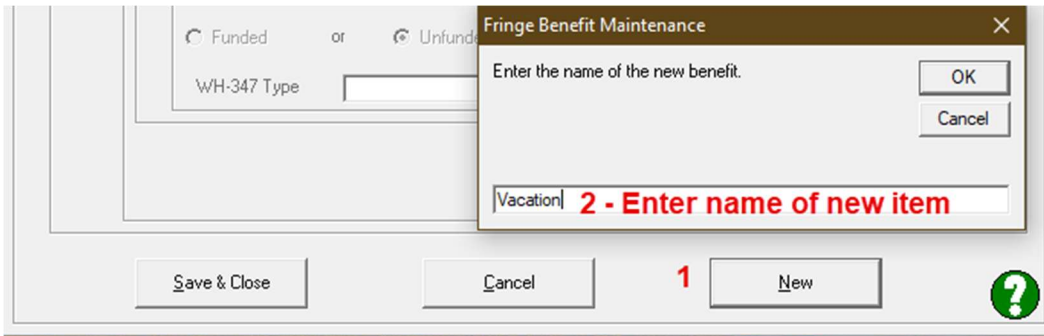 Funded or Unfunde
WH-347 Type
Fringe Benefit Maintenance
Enter the name of the new benefit.
OK
Cancel
Vacation 2 - Enter name of new item
Save & Close Cancel 1 New
?